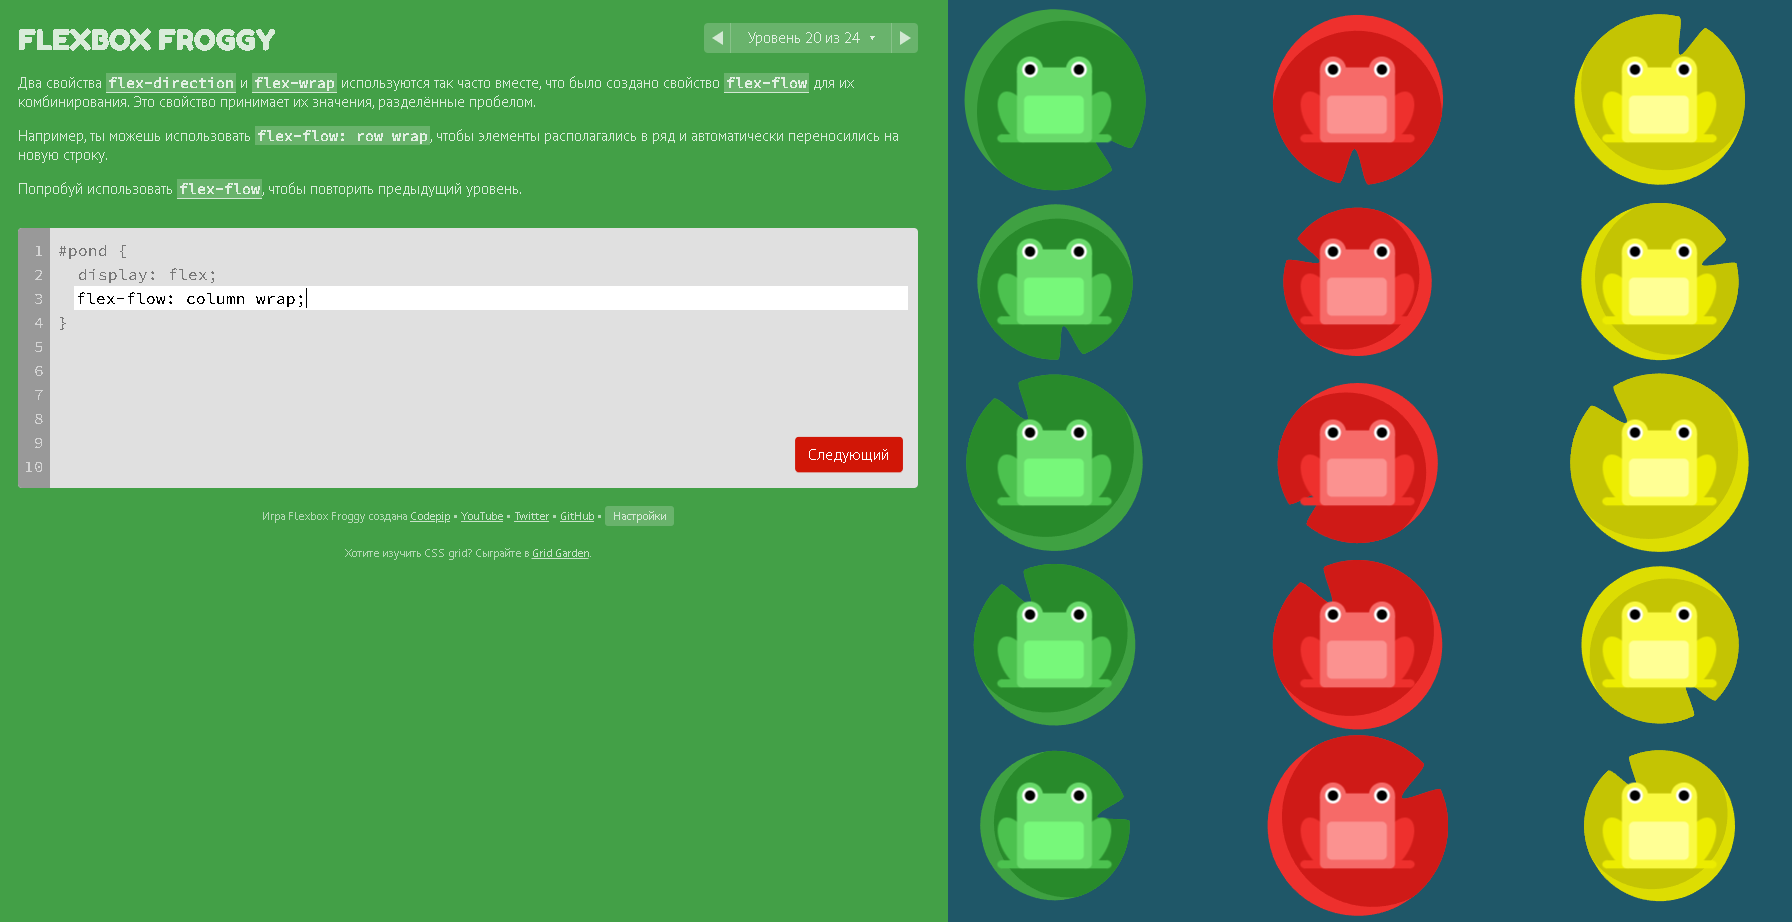 FLEXBOX FROGGY
Уровень 20 из 24
Два свойства flex-direction и flex-wrap используются так часто вместе, что было создано свойство flex-flow для их
комбинирования. Это свойство принимает их значения, разделённые пробелом.
Например, ты можешь использовать flex-flow: row wrap, чтобы элементы располагались в ряд и автоматически переносились на
новую строку.
Попробуй использовать flex-flow, чтобы повторить предыдущий уровень.
1 #pond {
2 display: flex;
3 flex-flow: column wrap;
4 }
5
6
7
8
9
10
Следующий
Игра Flexbox Froggy создана Codepip • YouTube • Twitter • GitHub • Настройки
Хотите изучить CSS grid? Сыграйте в Grid Garden.